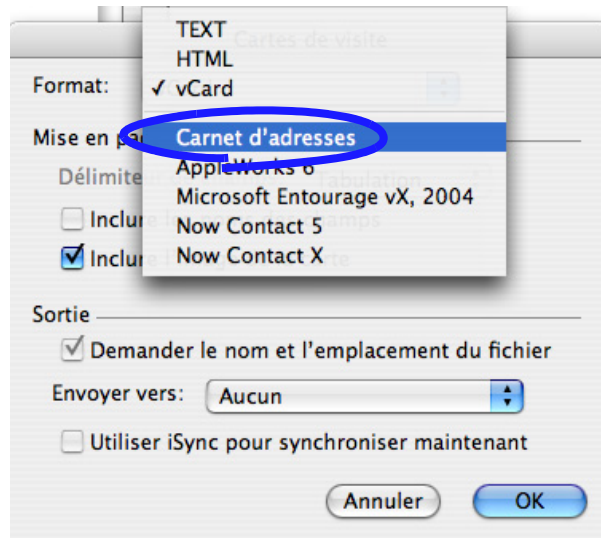 TEXT
Cartes de visite
HTML
Format: ✓ vCard
Mise en pa
Carnet d'adresses
AppleWorks 6
Délimite Tabulation
Microsoft Entourage vX, 2004
Inclure champs
Now Contact 5
Inclure
Now Contact X
Sortie
Demander le nom et l'emplacement du fichier
Envoyer vers: Aucun
Utiliser iSync pour synchroniser maintenant
Annuler OK